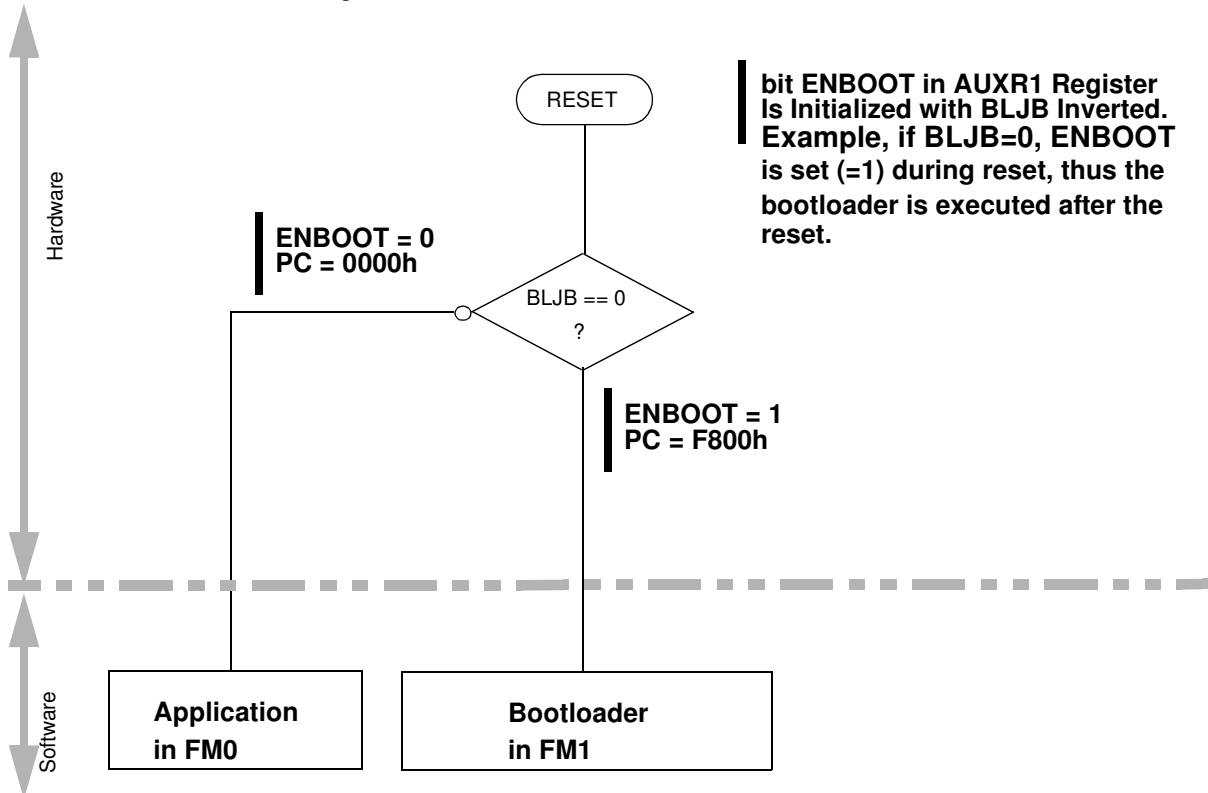 RESET
bit ENBOOT in AUXR1 Register
Is Initialized with BLJB Inverted.
Example, if BLJB=0, ENBOOT
is set (=1) during reset, thus the
bootloader is executed after the
reset.
Hardware
ENBOOT = 0
PC = 0000h
BLJB == 0
?
ENBOOT = 1
PC = F800h
Software
Application
in FM0
Bootloader
in FM1